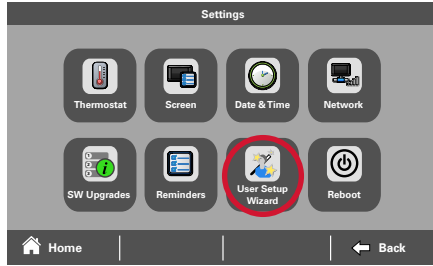 Settings
Thermostat Screen Date & Time Network
SW Upgrades Reminders User Setup Wizard Reboot
Home Back